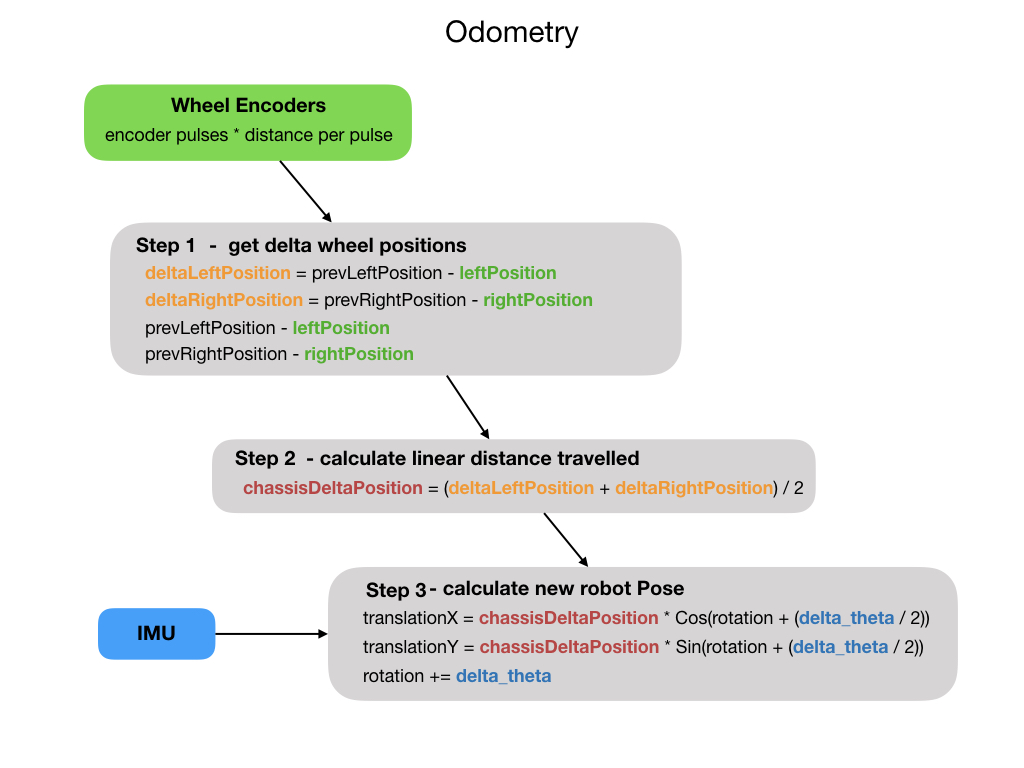 Odometry
Wheel Encoders
encoder pulses * distance per pulse
Step 1 - get delta wheel positions
deltaLeftPosition = prevLeftPosition - leftPosition
deltaRightPosition = prevRightPosition - rightPosition
prevLeftPosition - leftPosition
prevRightPosition - rightPosition
Step 2 - calculate linear distance travelled
chassisDeltaPosition = (deltaLeftPosition + deltaRightPosition) / 2
Step 3 - calculate new robot Pose
translationX = chassisDeltaPosition * Cos(rotation + (delta_theta / 2))
translationY = chassisDeltaPosition * Sin(rotation + (delta_theta / 2))
rotation += delta_theta
IMU